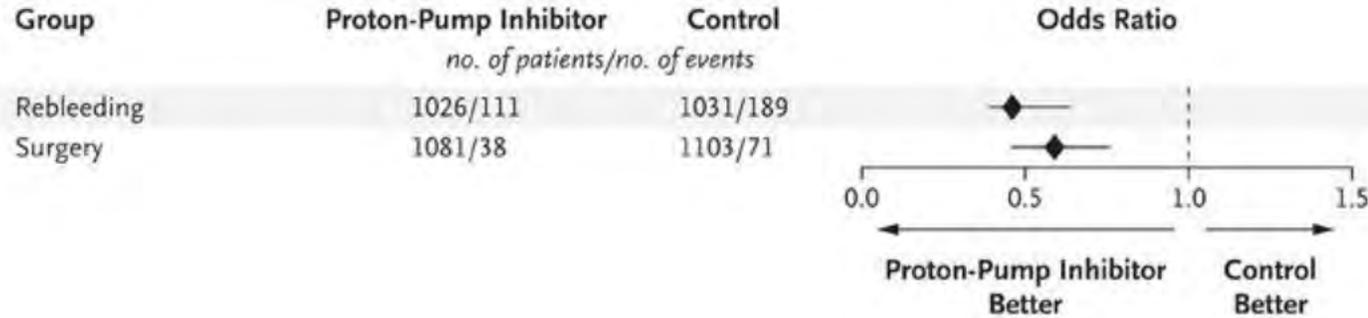 Group Proton-Pump Inhibitor Control Odds Ratio
no. of patients/no. of events
Rebleeding 1026/111 1031/189
Surgery 1081/38 1103/71
0.0 0.5 1.0 1.5
Proton-Pump Inhibitor Control
Better Better